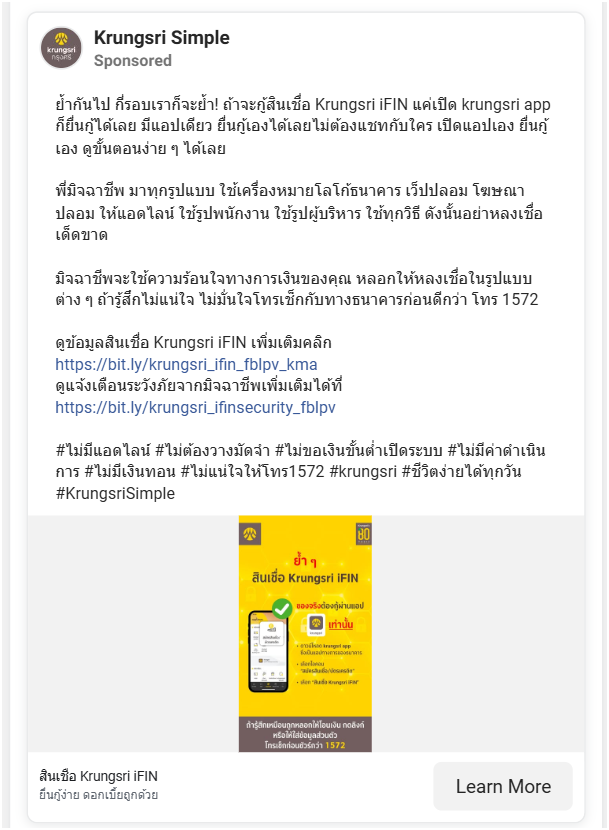 Krungsri Simple
krungsri
กรุงศรี
Sponsored
ย้ำกันไป กี่รอบเราก็จะย้ำ! ถ้าจะกู้สินเชื่อ Krungsri iFIN แค่เปิด krungsri app
ก็ยื่นกู้ได้เลย มีแอปเดียว ยื่นกู้เองได้เลยไม่ต้องแชทกับใคร เปิดแอปเอง ยื่นกู้
เอง ดูขั้นตอนง่าย ๆ ได้เลย
พี่มิจฉาชีพ มาทุกรูปแบบ ใช้เครื่องหมายโลโก้ธนาคาร เว็ปปลอม โฆษณา
ปลอม ให้แอดไลน์ ใช้รูปพนักงาน ใช้รูปผู้บริหาร ใช้ทุกวิธี ดังนั้นอย่าหลงเชื่อ
เด็ดขาด
มิจฉาชีพจะใช้ความร้อนใจทางการเงินของคุณ หลอกให้หลงเชื่อในรูปแบบ
ต่าง ๆ ถ้ารู้สึกไม่แน่ใจ ไม่มั่นใจโทรเช็กกับทางธนาคารก่อนดีกว่า โทร 1572
ดูข้อมูลสินเชื่อ Krungsri iFIN เพิ่มเติมคลิก
https://bit.ly/krungsri_ifin_fblpv_kma
ดูแจ้งเตือนระวังภัยจากมิจฉาชีพเพิ่มเติมได้ที่
https://bit.ly/krungsri_ifinsecurity_fblpv
#ไม่มีแอดไลน์ #ไม่ต้องวางมัดจำ #ไม่ขอเงินขั้นต่ำเปิดระบบ #ไม่มีค่าดำเนิน
การ #ไม่มีเงินทอน #ไม่แน่ใจให้โทร1572 #krungsri #ชีวิตง่ายได้ทุกวัน
#KrungsriSimple
ย้ำ ๆ
สินเชื่อ Krungsri iFIN
ของจริงต้องกู้ผ่านแอป
เท่านั้น
• ดาวน์โหลด krungsri app
• เลือก "สินเชื่อ Krungsri iFIN"
ถ้ารู้สึกเหมือนถูกหลอกให้โอนเงิน กดลิงก์
หรือให้ใส่ข้อมูลส่วนตัว
โทรเช็กก่อนชัวร์กว่า 1572
สินเชื่อ Krungsri iFIN
ยื่นกู้ง่าย ดอกเบี้ยถูกด้วย
Learn More